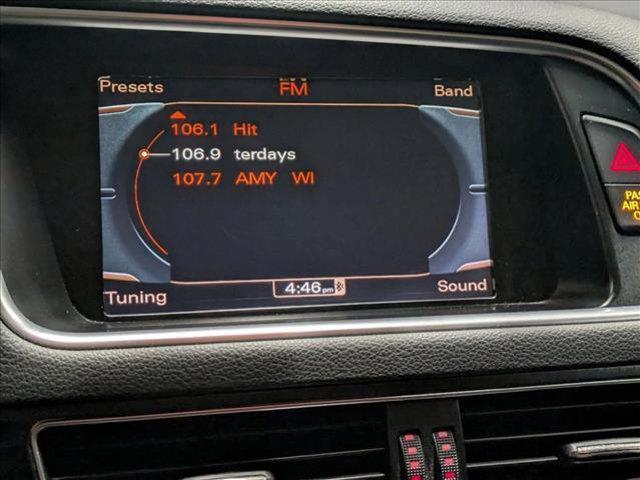 Presets FM Band
106.1 Hit
106.9 terdays
107.7 AMY WI
Tuning 4:46 pm Sound